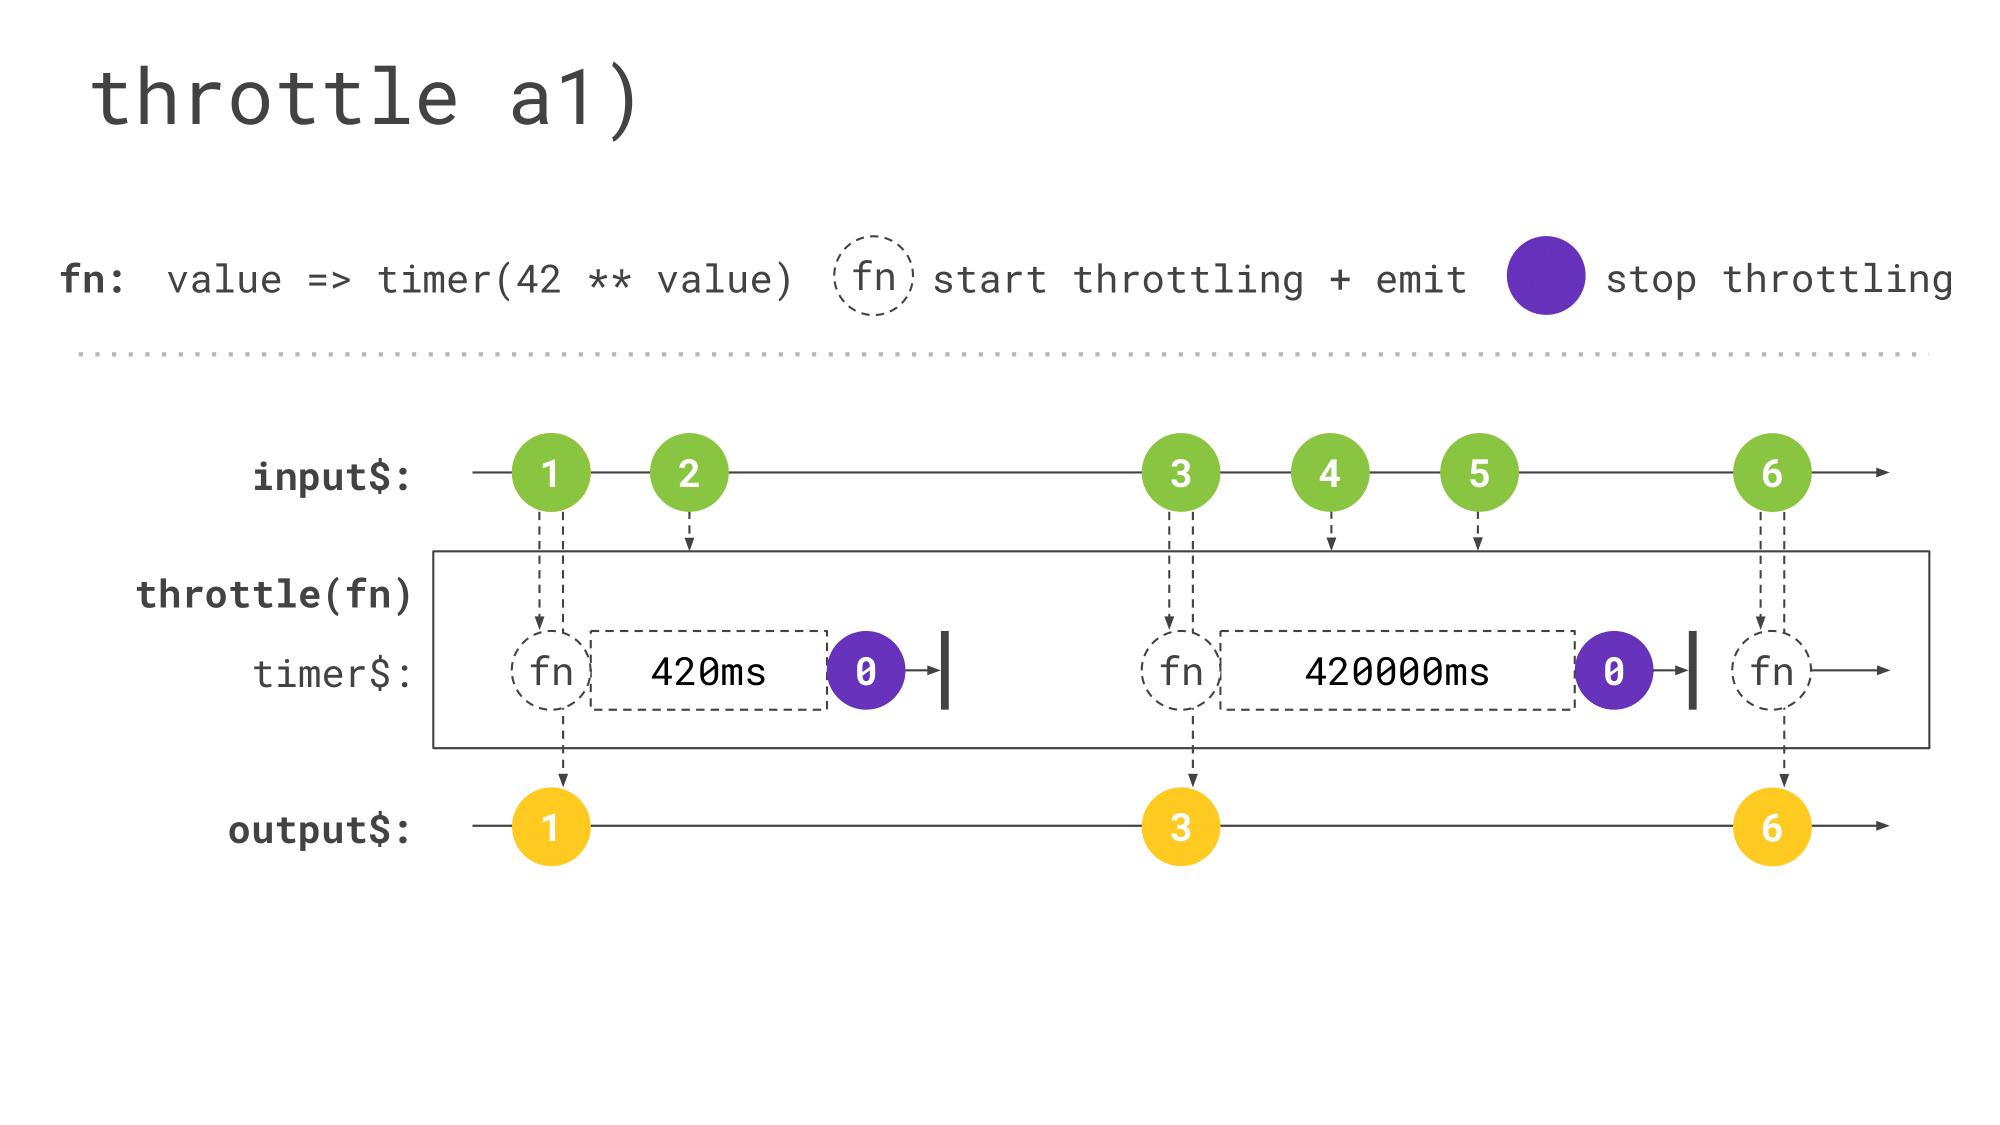 throttle a1)
fn: value => timer(42 ** value) fn start throttling + emit stop throttling
input$: 1 2 3 4 5 6
throttle(fn)
timer$: fn 420ms 0 fn 420000ms 0 fn
output$: 1 3 6